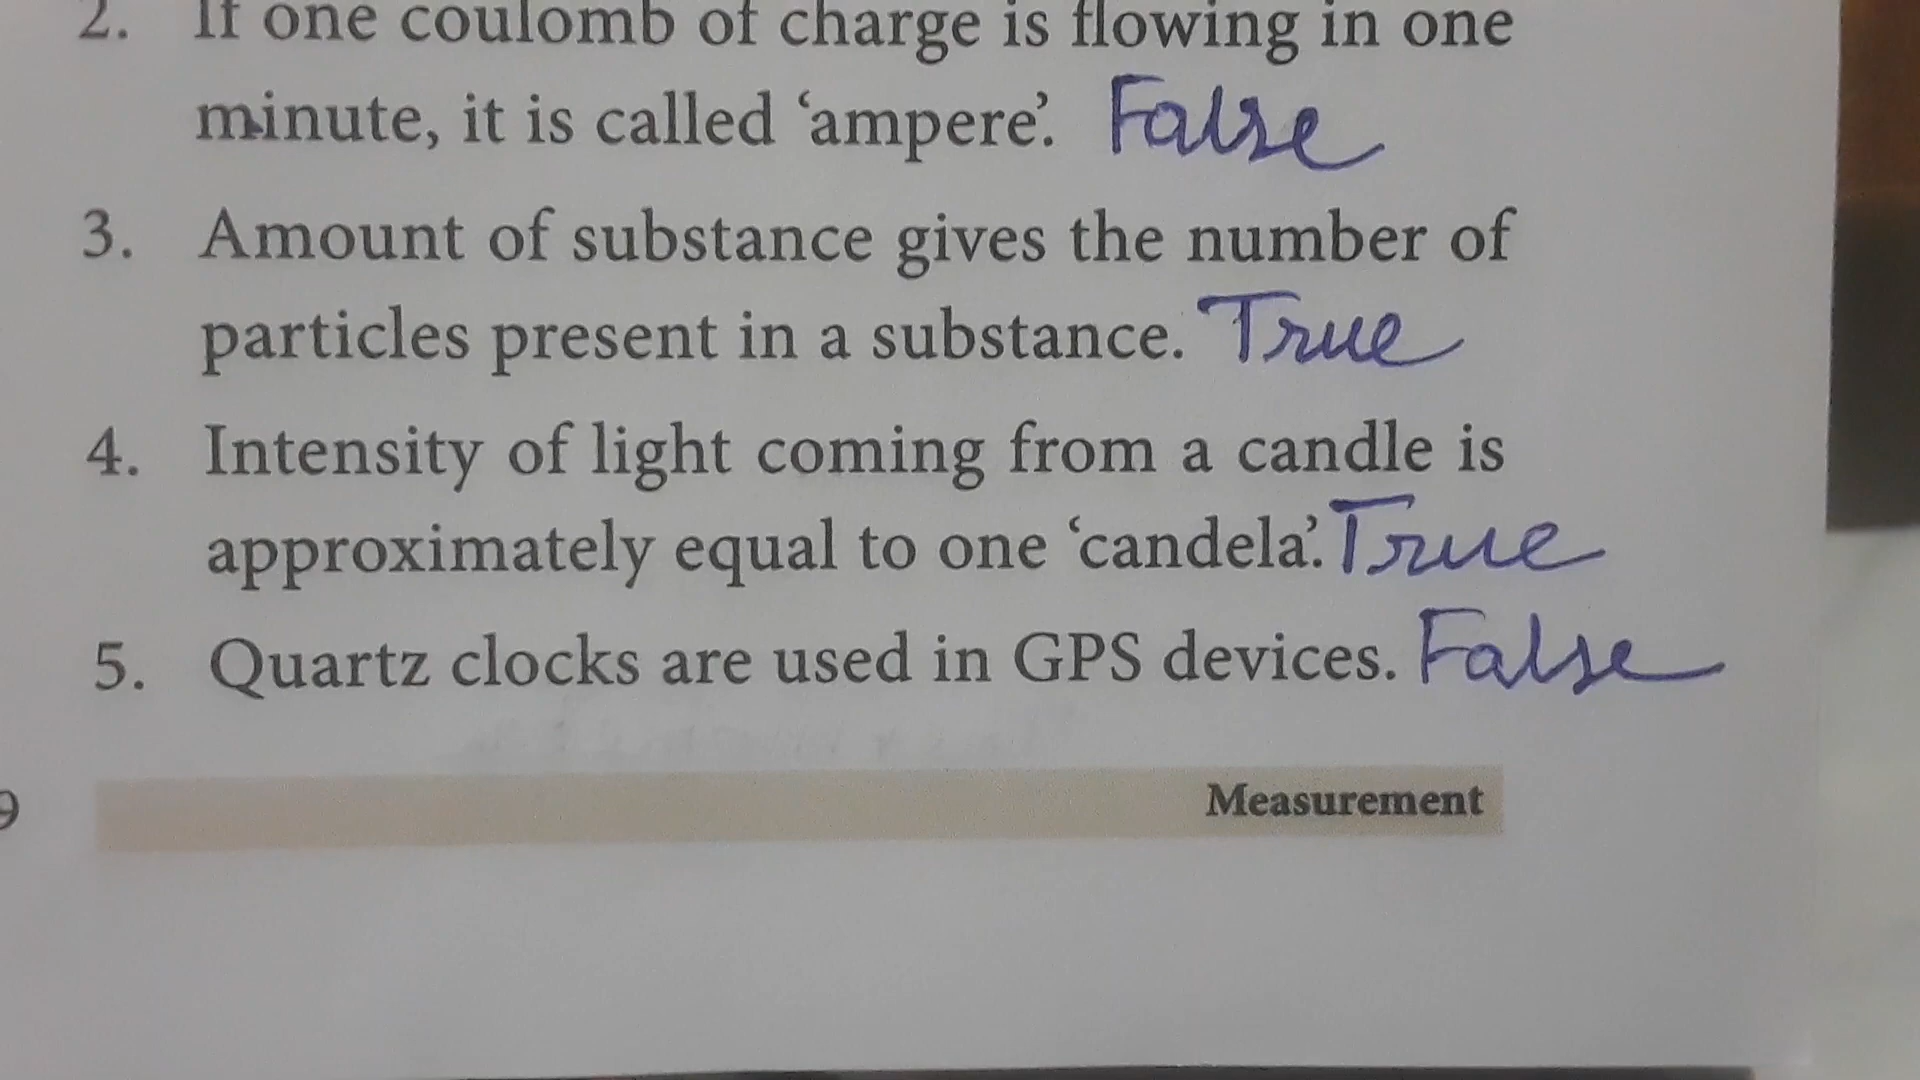 2. If one coulomb of charge is flowing in one
minute, it is called ‘ampere’. False
3. Amount of substance gives the number of
particles present in a substance. True
4. Intensity of light coming from a candle is
approximately equal to one ‘candela’. True
5. Quartz clocks are used in GPS devices. False
9 Measurement